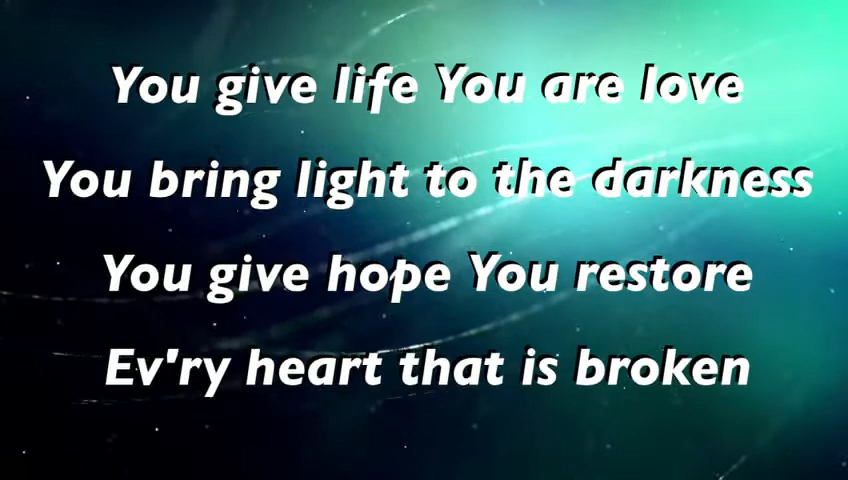 You give life You are love
You bring light to the darkness
You give hope You restore
Ev'ry heart that is broken